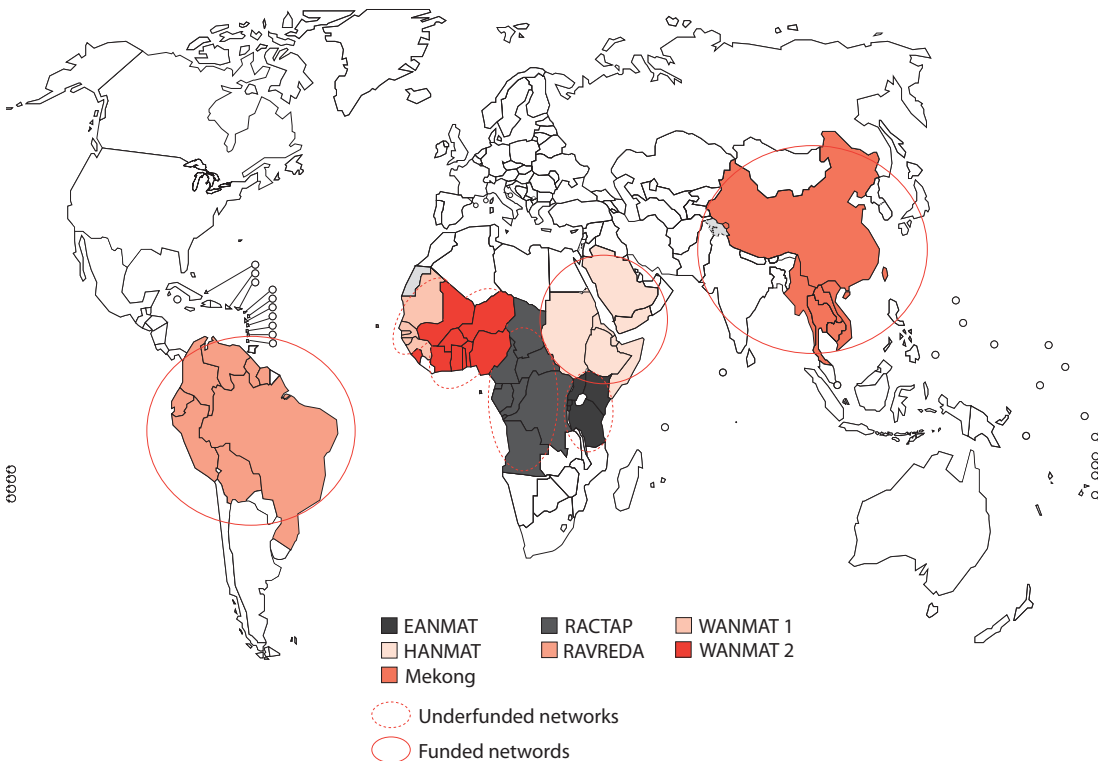 EANMAT RACTAP WANMAT 1
HANMAT RAVREDA WANMAT 2
Mekong
Underfunded networks
Funded networds